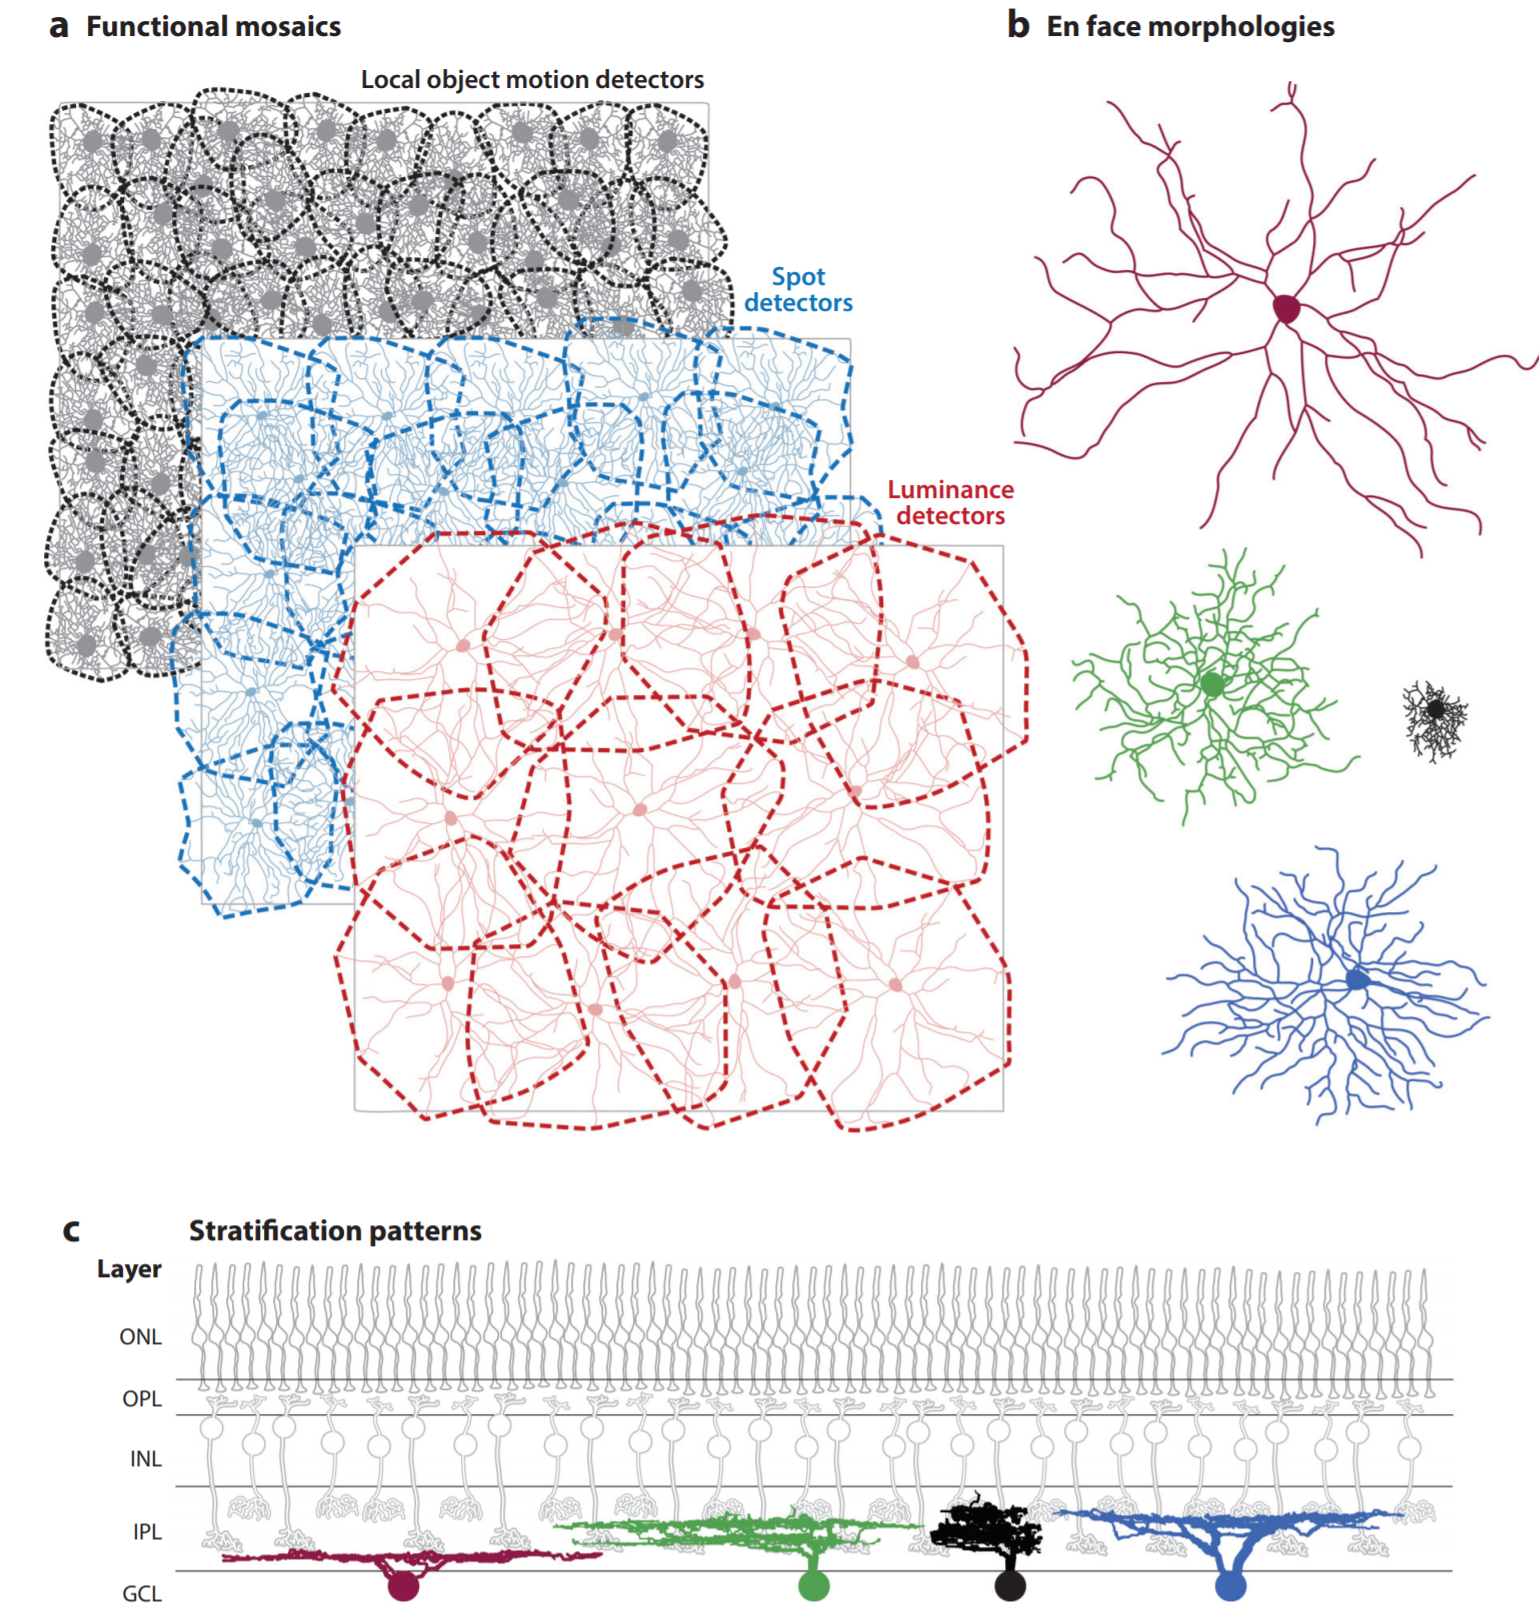 a Functional mosaics
Local object motion detectors
Spot
detectors
Luminance
detectors
b En face morphologies
c Stratification patterns
Layer
ONL
OPL
INL
IPL
GCL